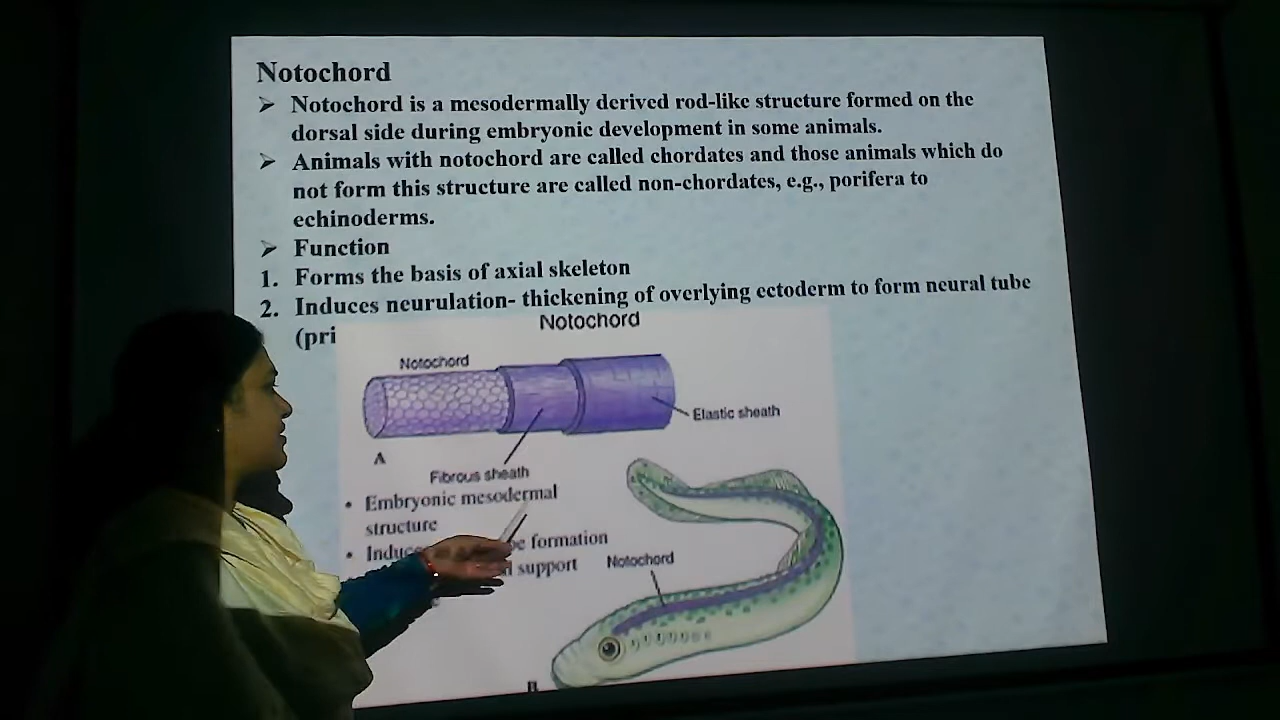 Notochord
➢ Notochord is a mesodermally derived rod-like structure formed on the
dorsal side during embryonic development in some animals.
➢ Animals with notochord are called chordates and those animals which do
not form this structure are called non-chordates, e.g., porifera to
echinoderms.
➢ Function
1. Forms the basis of axial skeleton
2. Induces neurulation- thickening of overlying ectoderm to form neural tube
(pri
Notochord
Notochord
Elastic sheath
A
Fibrous sheath
• Embryonic mesodermal
structure
• formation
support
Notochord
B